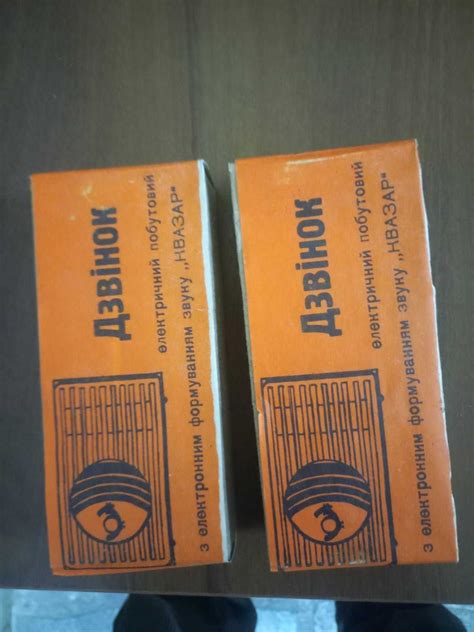 Дзвінок
електричний побутовий
з електронним формуванням звуку „КВАЗАР“
Дзвінок
електричний побутовий
з електронним формуванням звуку „КВАЗАР“